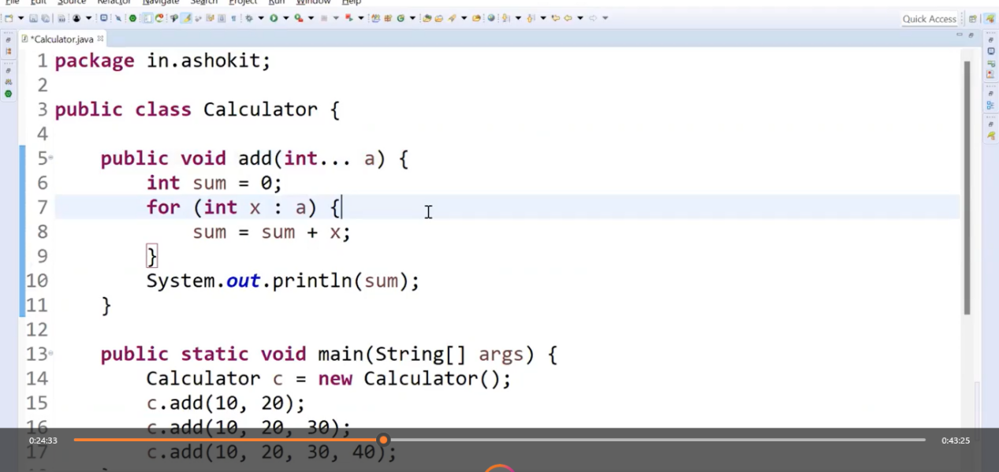 File Edit Source Refactor Navigate Search Project Run Window Help
Quick Access
*Calculator.java
1 package in.ashokit;
2
3 public class Calculator {
4
5 public void add(int... a) {
6 int sum = 0;
7 for (int x : a) {
8 sum = sum + x;
9 }
10 System.out.println(sum);
11 }
12
13 public static void main(String[] args) {
14 Calculator c = new Calculator();
15 c.add(10, 20);
16 c.add(10, 20, 30);
0:24:33 0:43:25
17 c.add(10, 20, 30, 40);